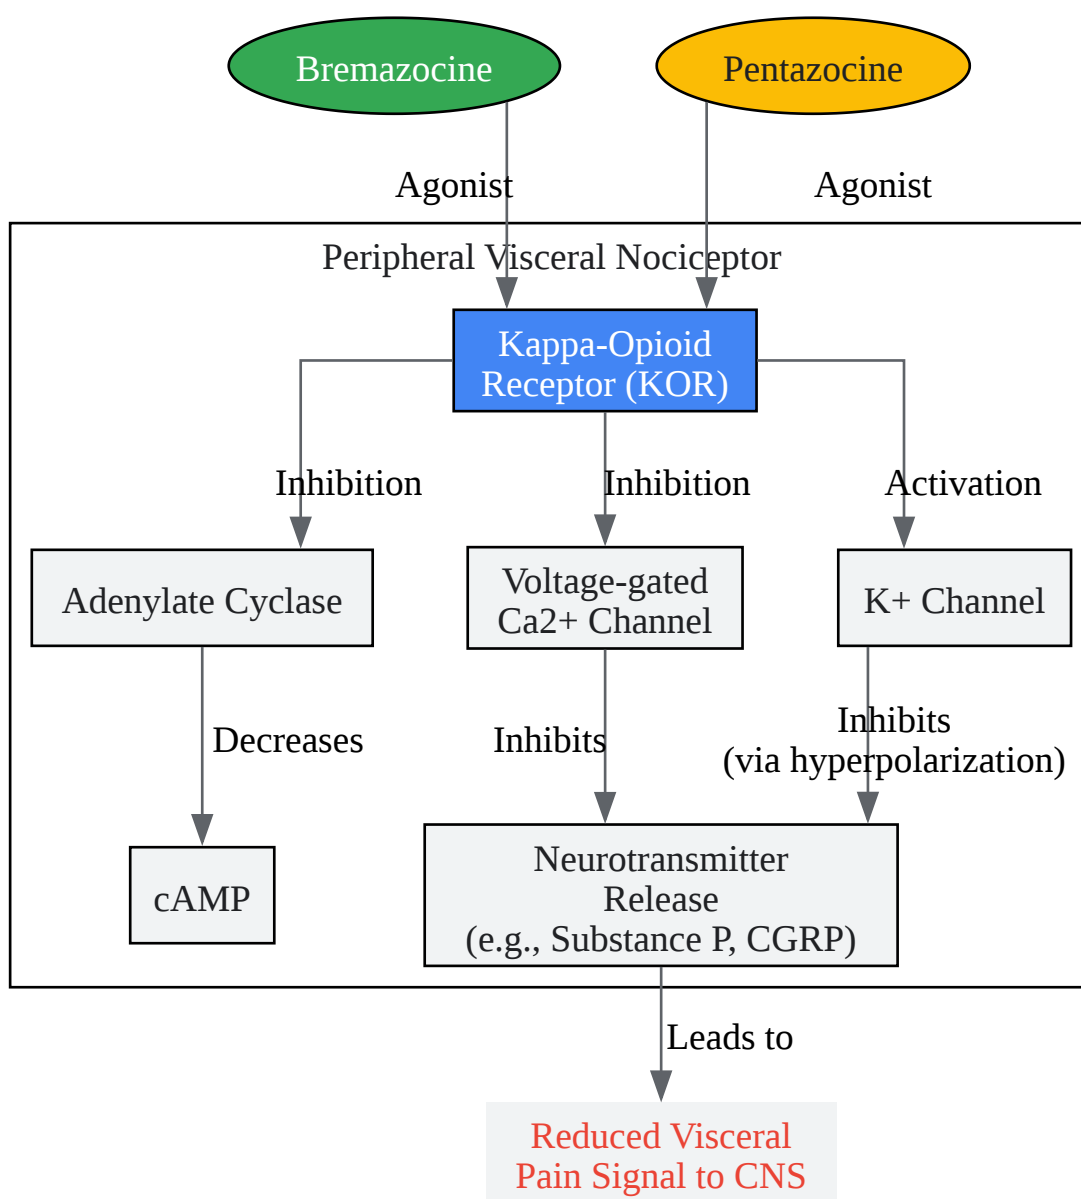 Bremazocine
Pentazocine
Agonist
Agonist
Peripheral Visceral Nociceptor
Kappa-Opioid
Receptor (KOR)
Inhibition
Inhibition
Activation
Adenylate Cyclase
Voltage-gated
Ca2+ Channel
K+ Channel
Decreases
Inhibits
Inhibits
(via hyperpolarization)
cAMP
Neurotransmitter
Release
(e.g., Substance P, CGRP)
Leads to
Reduced Visceral
Pain Signal to CNS